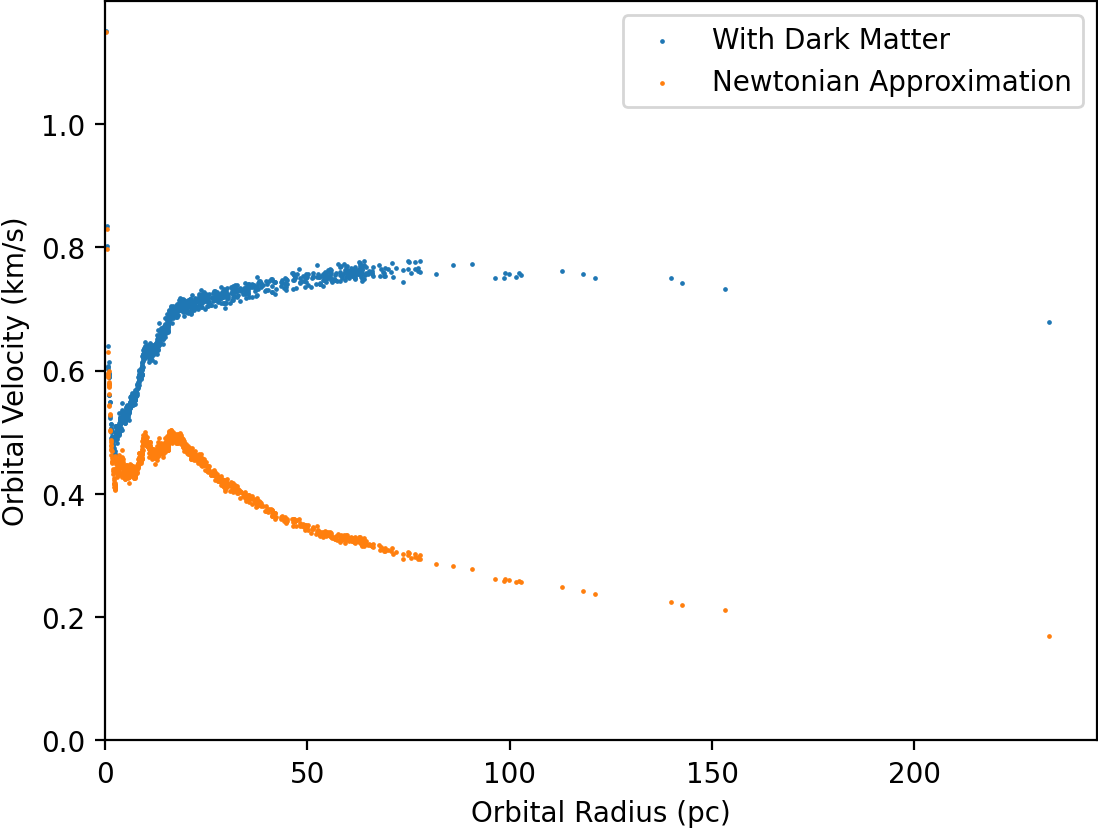 With Dark Matter
Newtonian Approximation
1.0
0.8
0.6
0.4
0.2
0.0
Orbital Velocity (km/s)
0 50 100 150 200
Orbital Radius (pc)